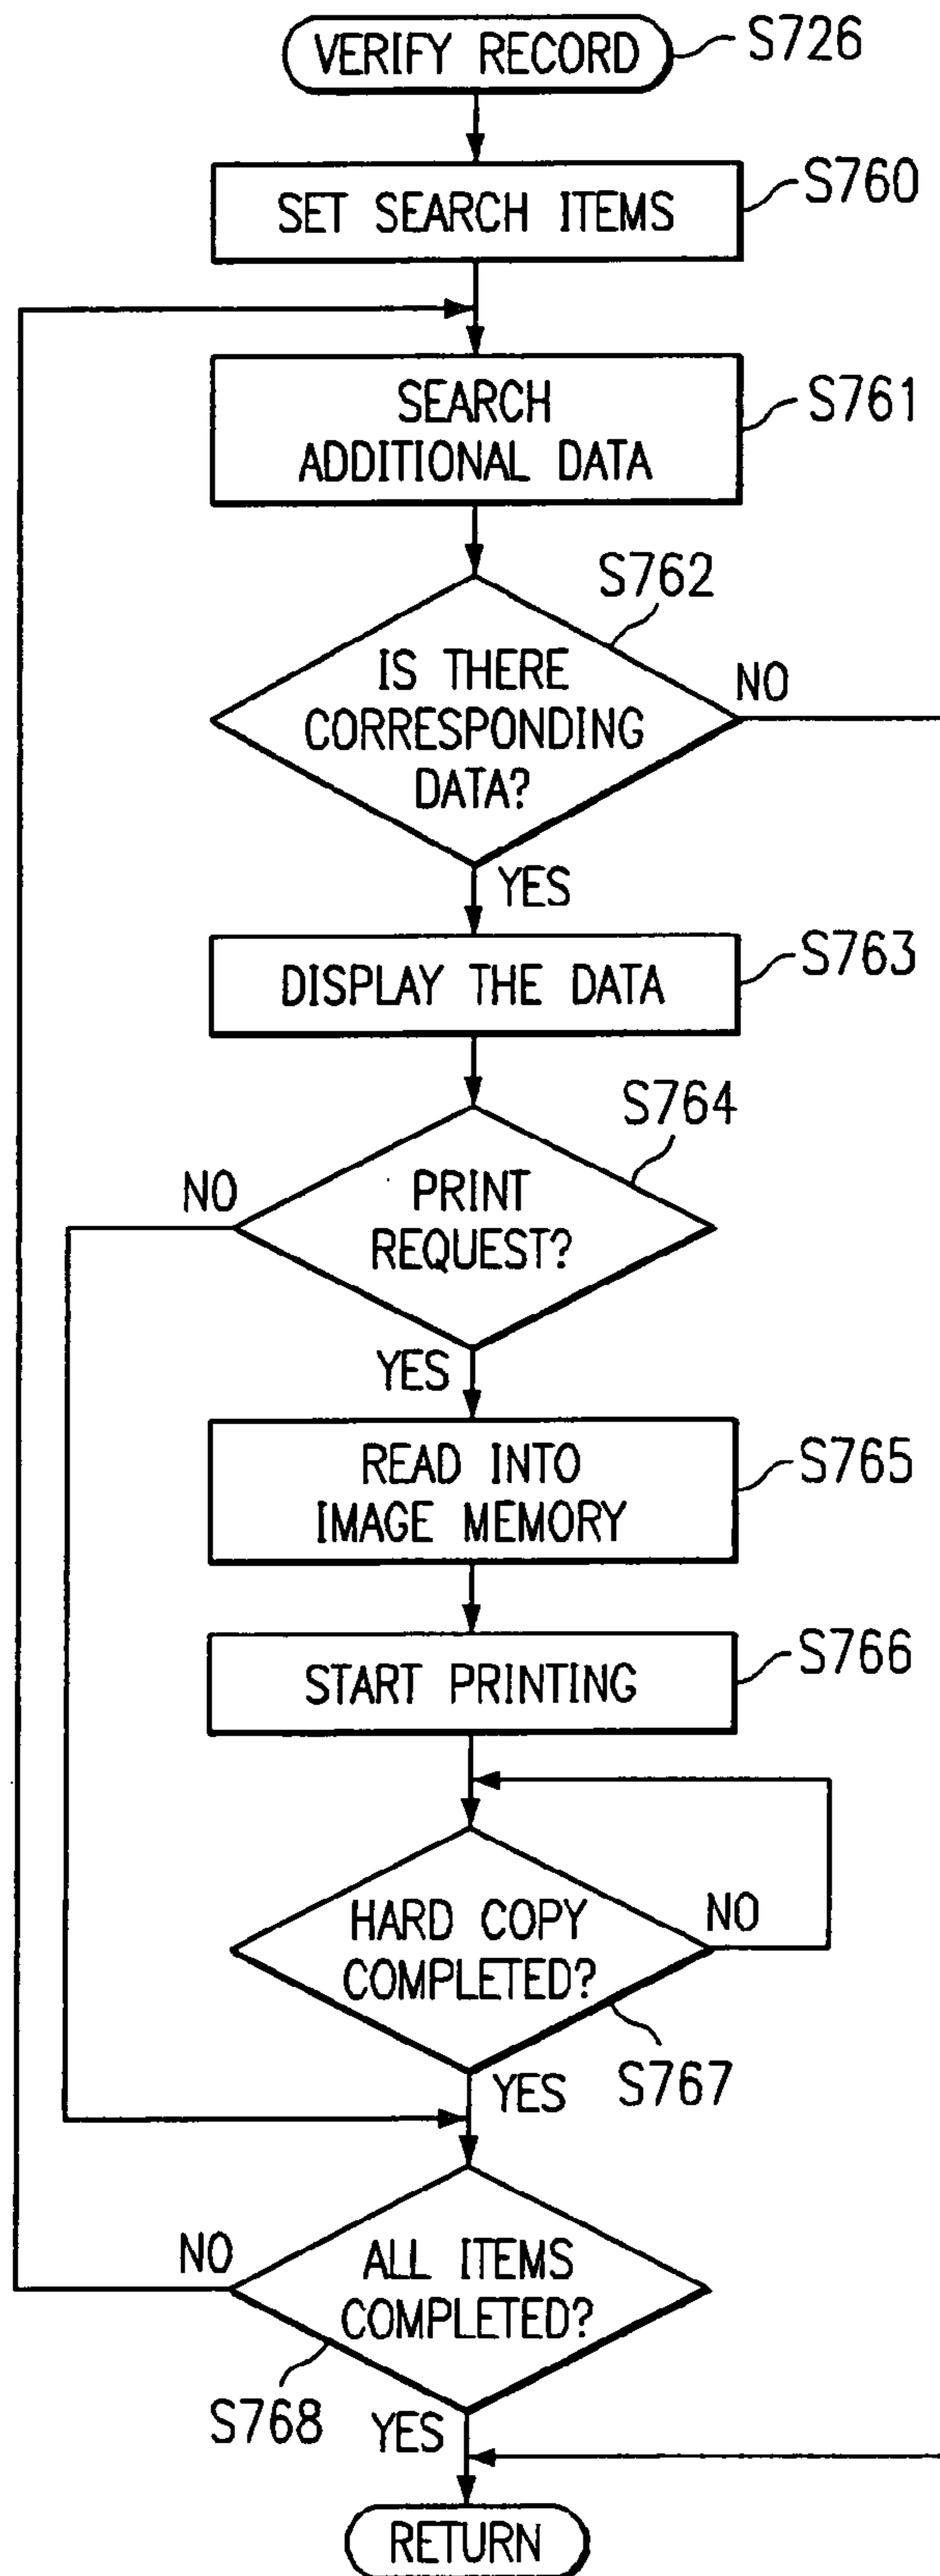 VERIFY RECORD
S726
SET SEARCH ITEMS
S760
SEARCH
ADDITIONAL DATA
S761
S762
IS THERE
CORRESPONDING
DATA?
NO
YES
DISPLAY THE DATA
S763
S764
PRINT
REQUEST?
NO
YES
READ INTO
IMAGE MEMORY
S765
START PRINTING
S766
HARD COPY
COMPLETED?
NO
YES
S767
ALL ITEMS
COMPLETED?
NO
S768
YES
RETURN